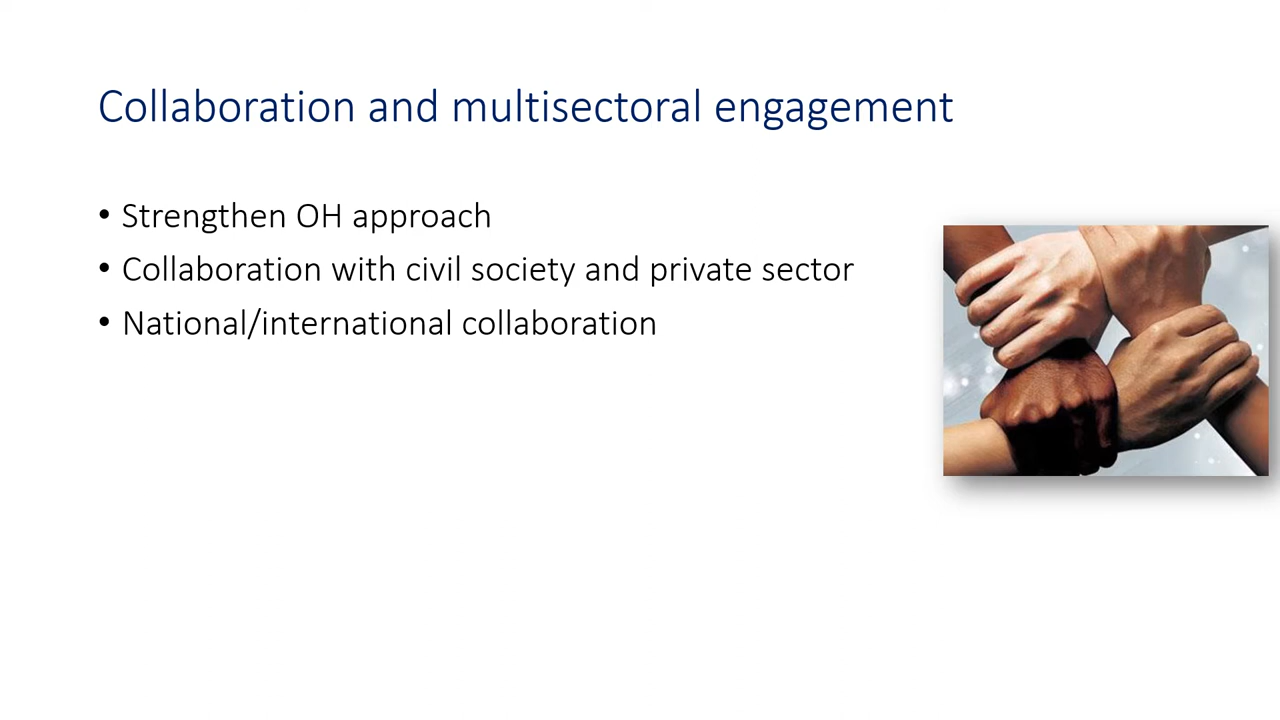 Collaboration and multisectoral engagement
• Strengthen OH approach
• Collaboration with civil society and private sector
• National/international collaboration